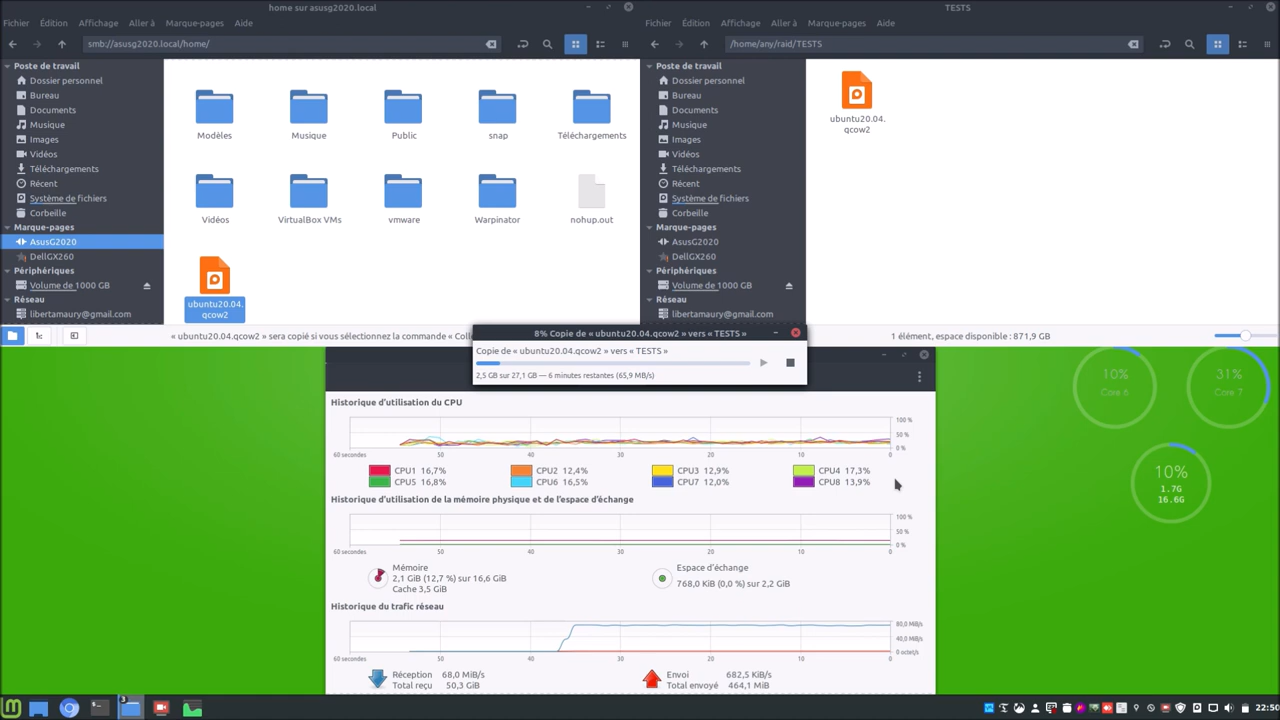 home sur asusg2020.local
Fichier Édition Affichage Aller à Marque-pages Aide
smb://asusg2020.local/home/
Poste de travail
Dossier personnel
Bureau
Documents
Musique
Images
Vidéos
Téléchargements
Récent
Système de fichiers
Corbeille
Marque-pages
AsusG2020
DellGX260
Périphériques
Volume de 1000 GB
Réseau
libertamaury@gmail.com
Modèles Musique Public snap Téléchargements
Vidéos VirtualBox VMs vmware Warpinator nohup.out
ubuntu20.04.
qcow2
« ubuntu20.04.qcow2 » sera copié si vous sélectionnez la commande « Coll
TESTS
Fichier Édition Affichage Aller à Marque-pages Aide
/home/any/raid/TESTS
Poste de travail
Dossier personnel
Bureau
Documents
Musique
Images
Vidéos
Téléchargements
Récent
Système de fichiers
Corbeille
Marque-pages
AsusG2020
DellGX260
Périphériques
Volume de 1000 GB
Réseau
libertamaury@gmail.com
ubuntu20.04.
qcow2
1 élément, espace disponible : 871,9 GB
8% Copie de « ubuntu20.04.qcow2 » vers « TESTS »
Copie de « ubuntu20.04.qcow2 » vers « TESTS »
2,5 GB sur 27,1 GB — 6 minutes restantes (65,9 MB/s)
Historique d'utilisation du CPU
100 %
50 %
0 %
60 secondes 50 40 30 20 10 0
CPU1 16,7% CPU2 12,4% CPU3 12,9% CPU4 17,3%
CPU5 16,8% CPU6 16,5% CPU7 12,0% CPU8 13,9%
Historique d'utilisation de la mémoire physique et de l'espace d'échange
100 %
50 %
0 %
60 secondes 50 40 30 20 10 0
Mémoire
2,1 GiB (12,7 %) sur 16,6 GiB
Cache 3,5 GiB
Espace d'échange
768,0 KiB (0,0 %) sur 2,2 GiB
Historique du trafic réseau
80,0 MiB/s
40,0 MiB/s
0 octet/s
60 secondes 50 40 30 20 10 0
Réception 68,0 MiB/s
Total reçu 50,3 GiB
Envoi 682,5 KiB/s
Total envoyé 464,1 MiB
10%
Core 6
31%
Core 7
10%
1.7G
16.6G
3
22:50